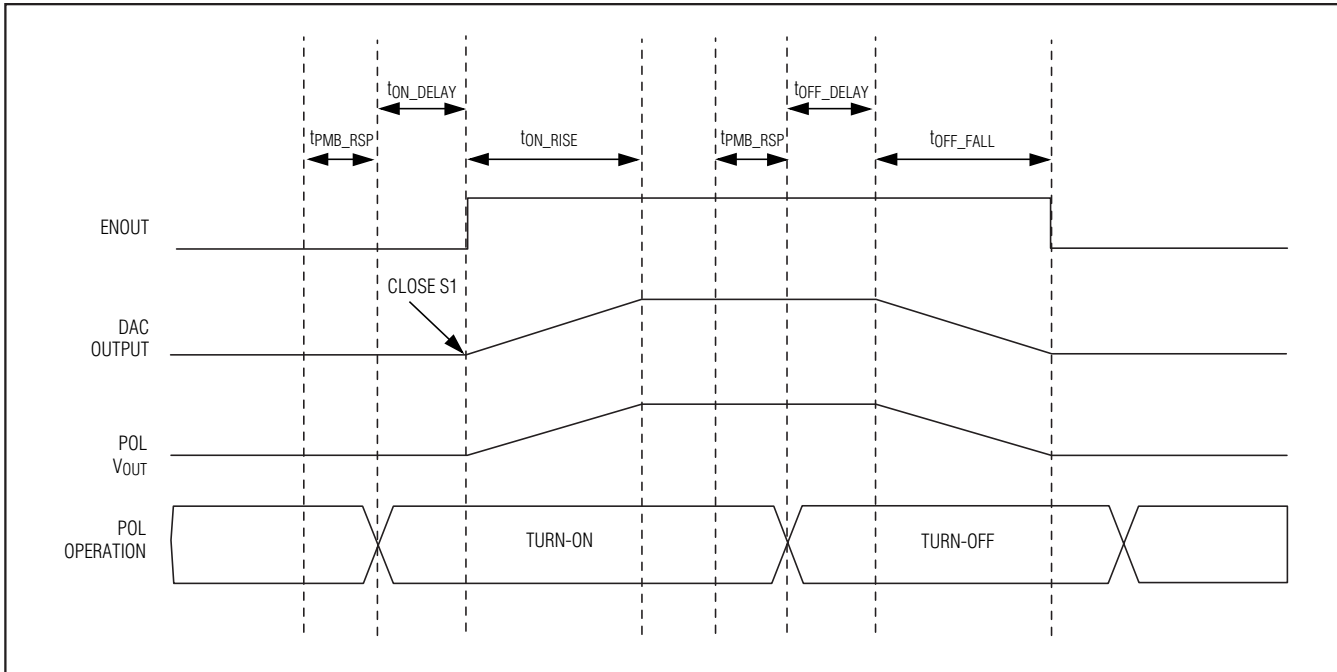 tON_DELAY
tOFF_DELAY
tPMB_RSP
tON_RISE
tPMB_RSP
tOFF_FALL
ENOUT
CLOSE S1
DAC
OUTPUT
POL
VOUT
POL
OPERATION
TURN-ON
TURN-OFF